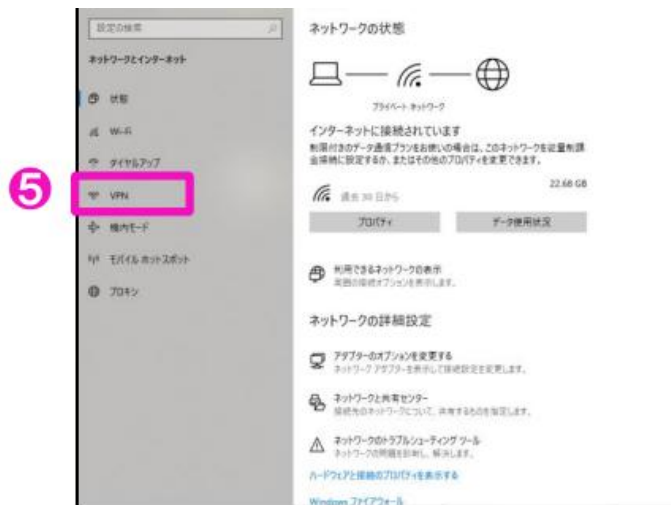 設定の検索
ネットワークとインターネット
状態
Wi-Fi
ダイヤルアップ
5
VPN
機内モード
モバイル ホットスポット
プロキシ
ネットワークの状態
プライベート ネットワーク
インターネットに接続されています
制限付きのデータ通信プランをお使いの場合は、このネットワークを従量制課
金接続に設定するか、またはその他のプロパティを変更できます。
過去 30 日から
22.68 GB
プロパティ
データ使用状況
利用できるネットワークの表示
周囲の接続オプションを表示します。
ネットワークの詳細設定
アダプターのオプションを変更する
ネットワーク アダプターを表示して接続設定を変更します。
ネットワークと共有センター
接続先のネットワークについて、共有するものを指定します。
ネットワークのトラブルシューティング ツール
ネットワークの問題を診断し、解決します。
ハードウェアと接続のプロパティを表示する
Windows ファイアウォール